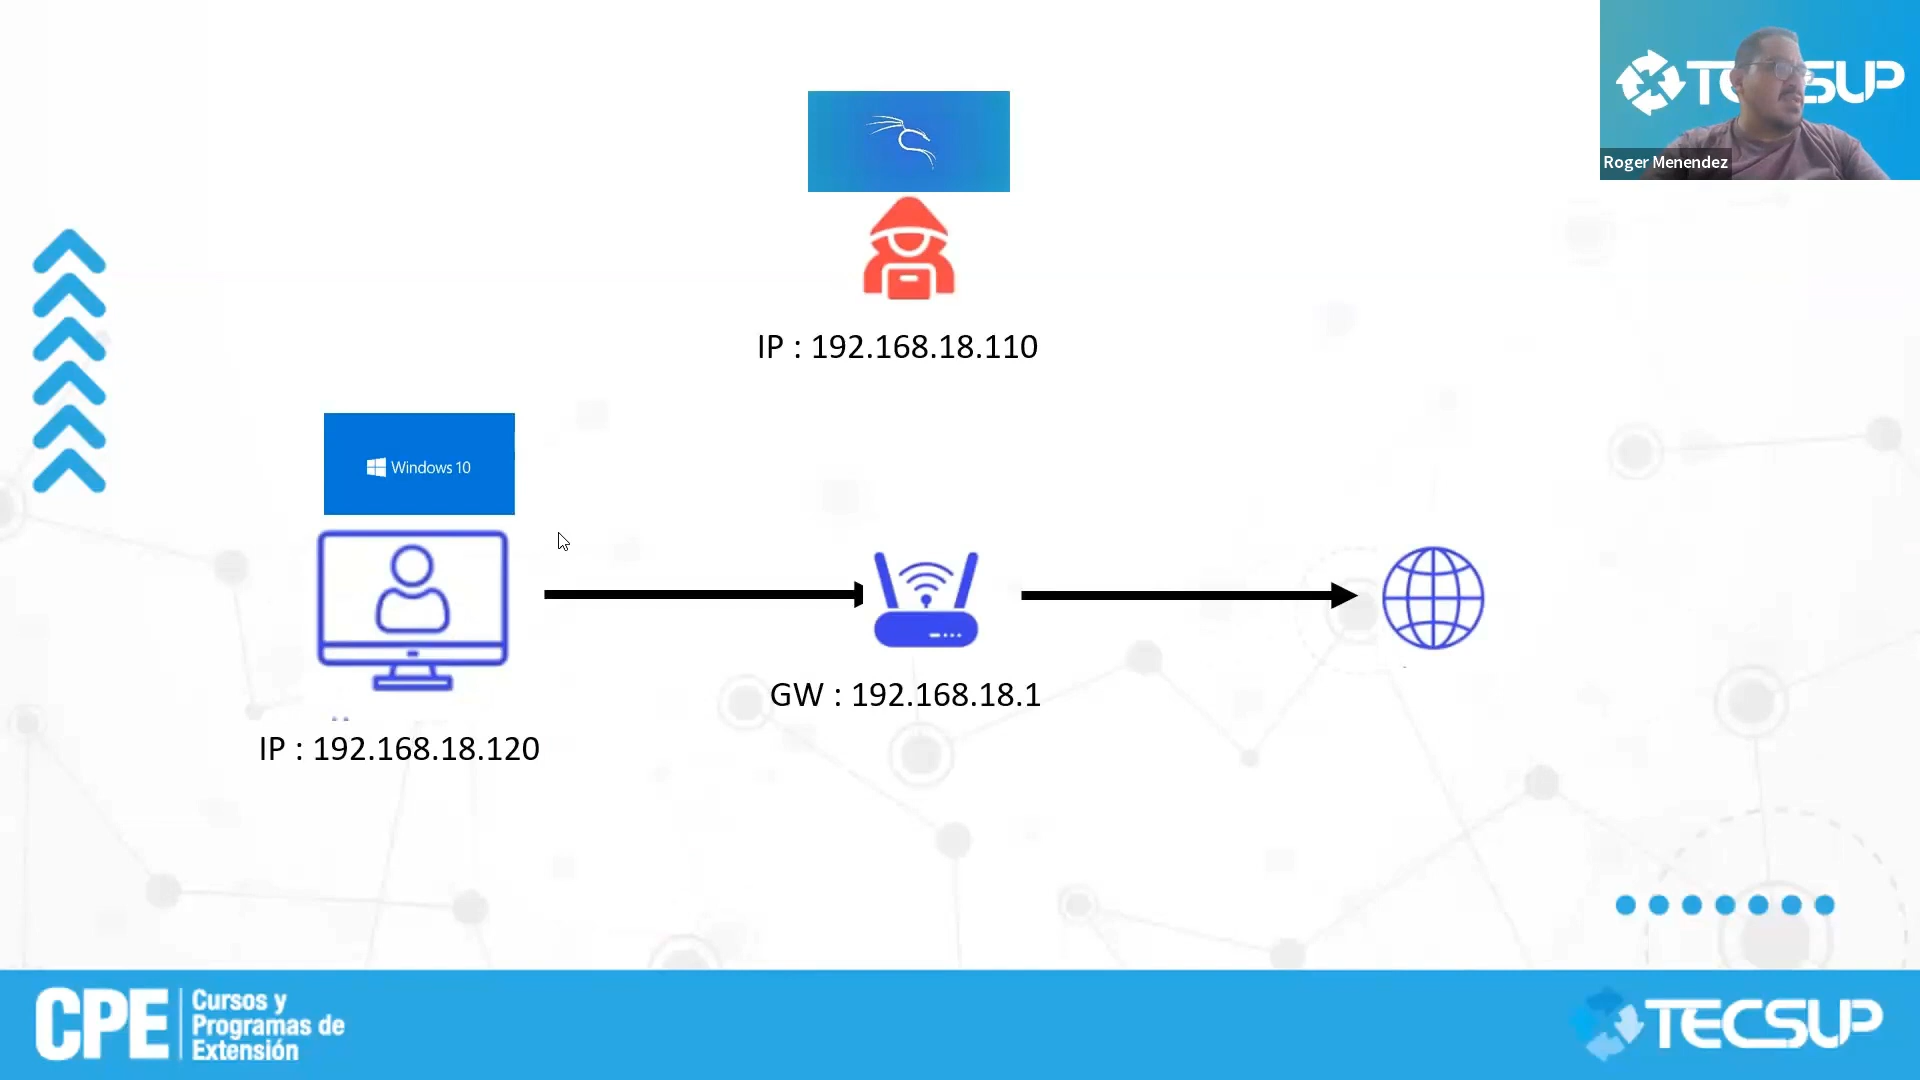 TECSUP
Roger Menendez
IP : 192.168.18.110
Windows 10
GW : 192.168.18.1
IP : 192.168.18.120
CPE
Cursos y
Programas de
Extensión
TECSUP